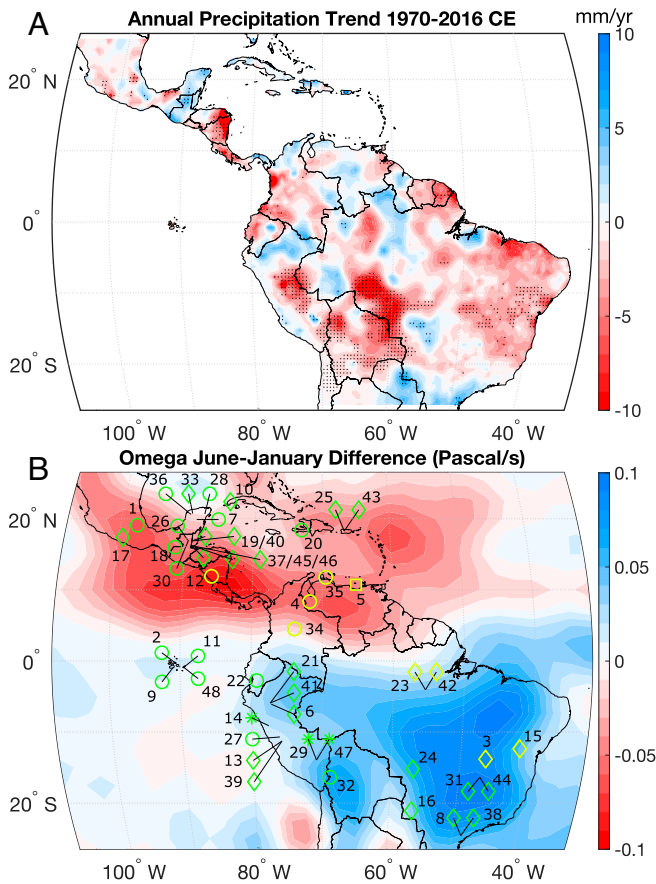 A
Annual Precipitation Trend 1970-2016 CE
mm/yr
10
5
0
-5
-10
20° N
0°
20° S
100° W
80° W
60° W
40° W
B
Omega June-January Difference (Pascal/s)
0.1
0.05
0
-0.05
-0.1
20° N
0°
20° S
36 33 28
10
25 43
1
26
7
17
18
19/40
20
37/45/46
30
12
35
4
5
34
2 11
9 48
21
22
41
6
23 42
14
27
29 47
13
39
32
24
16
3
15
31 44
8 38
100° W
80° W
60° W
40° W